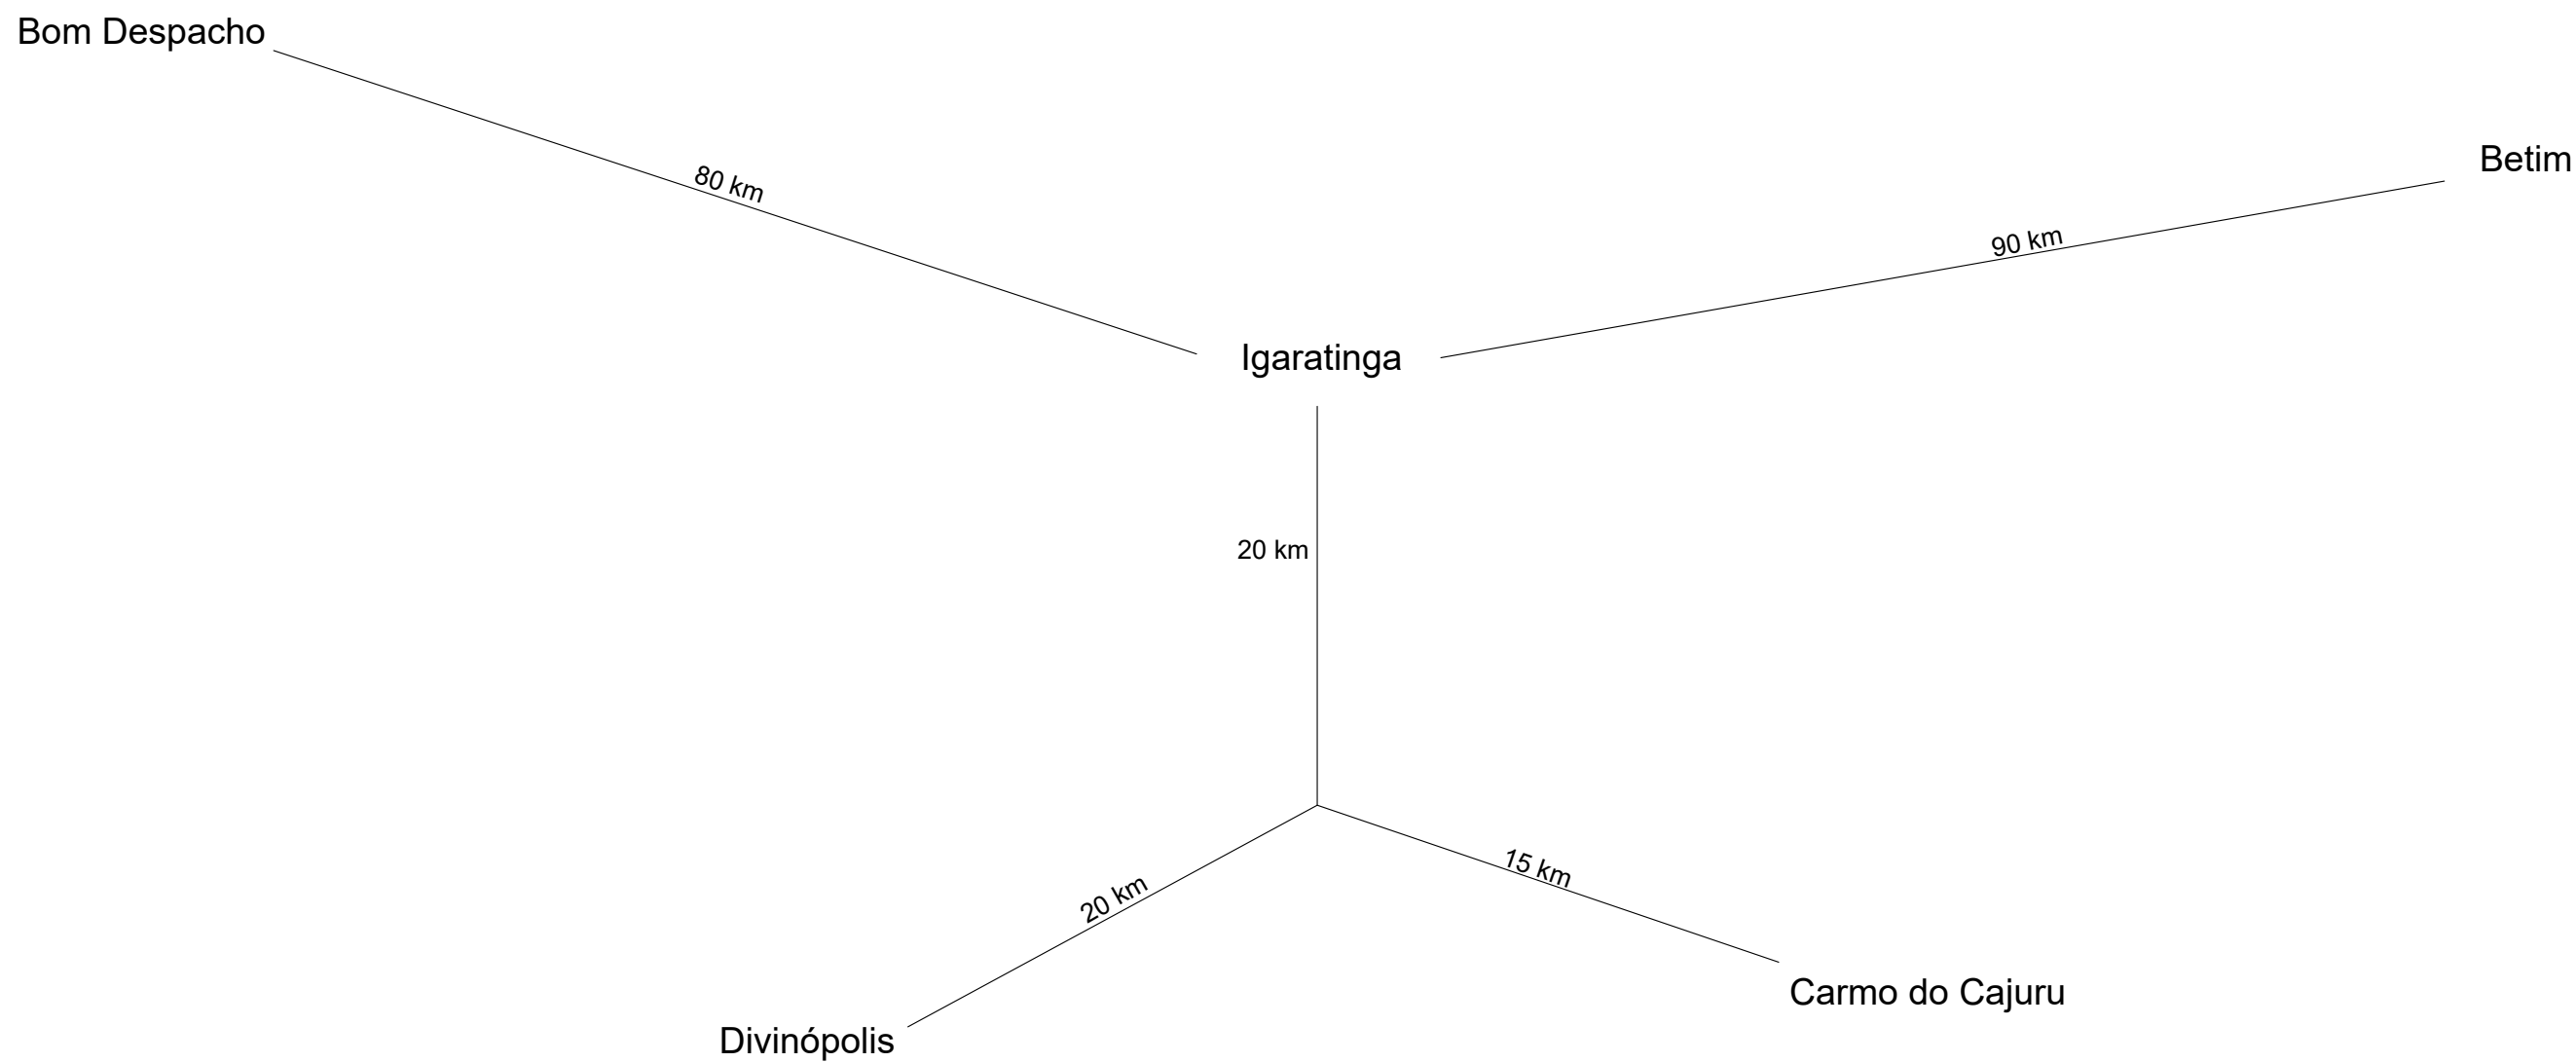 Bom Despacho
Betim
80 km
90 km
Igaratinga
20 km
15 km
20 km
Carmo do Cajuru
Divinópolis